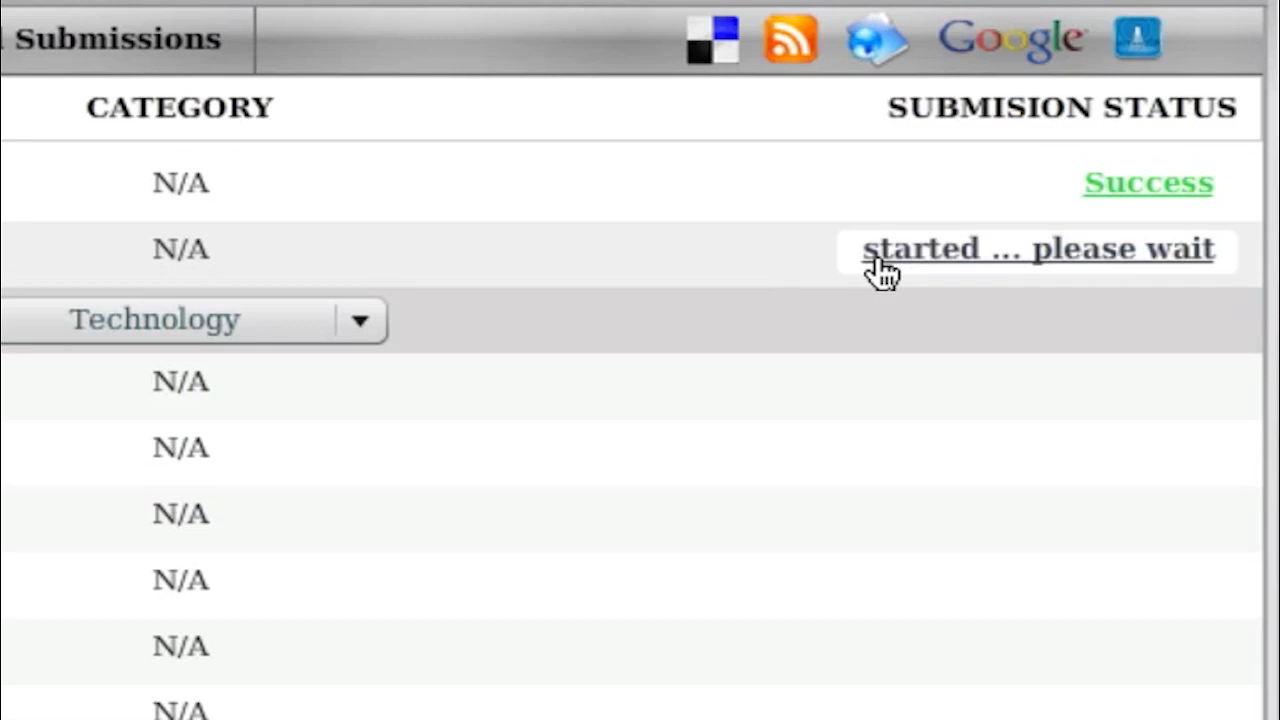 Submissions
Google
CATEGORY SUBMISION STATUS
N/A Success
N/A started ... please wait
Technology
N/A
N/A
N/A
N/A
N/A
N/A